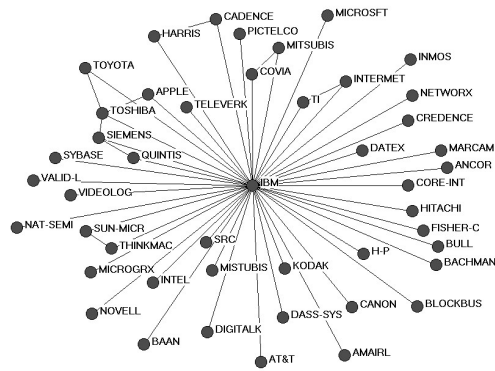 CADENCE
MICROSFT
HARRIS
PICTELCO
MITSUBIS
INMOS
TOYOTA
COVIA
INTERMET
APPLE
NETWORX
TI
TOSHIBA
TELEVERK
CREDENCE
SIEMENS
DATEX
MARCAM
SYBASE
QUINTIS
ANCOR
VALID-L
IBM
CORE-INT
VIDEOLOG
HITACHI
NAT-SEMI
SUN-MICR
FISHER-C
SRC
THINKMAC
BULL
H-P
BACHMAN
MICROGRX
MISTUBIS
KODAK
INTEL
NOVELL
CANON
BLOCKBUS
DASS-SYS
DIGITALK
BAAN
AMAIRL
AT&T